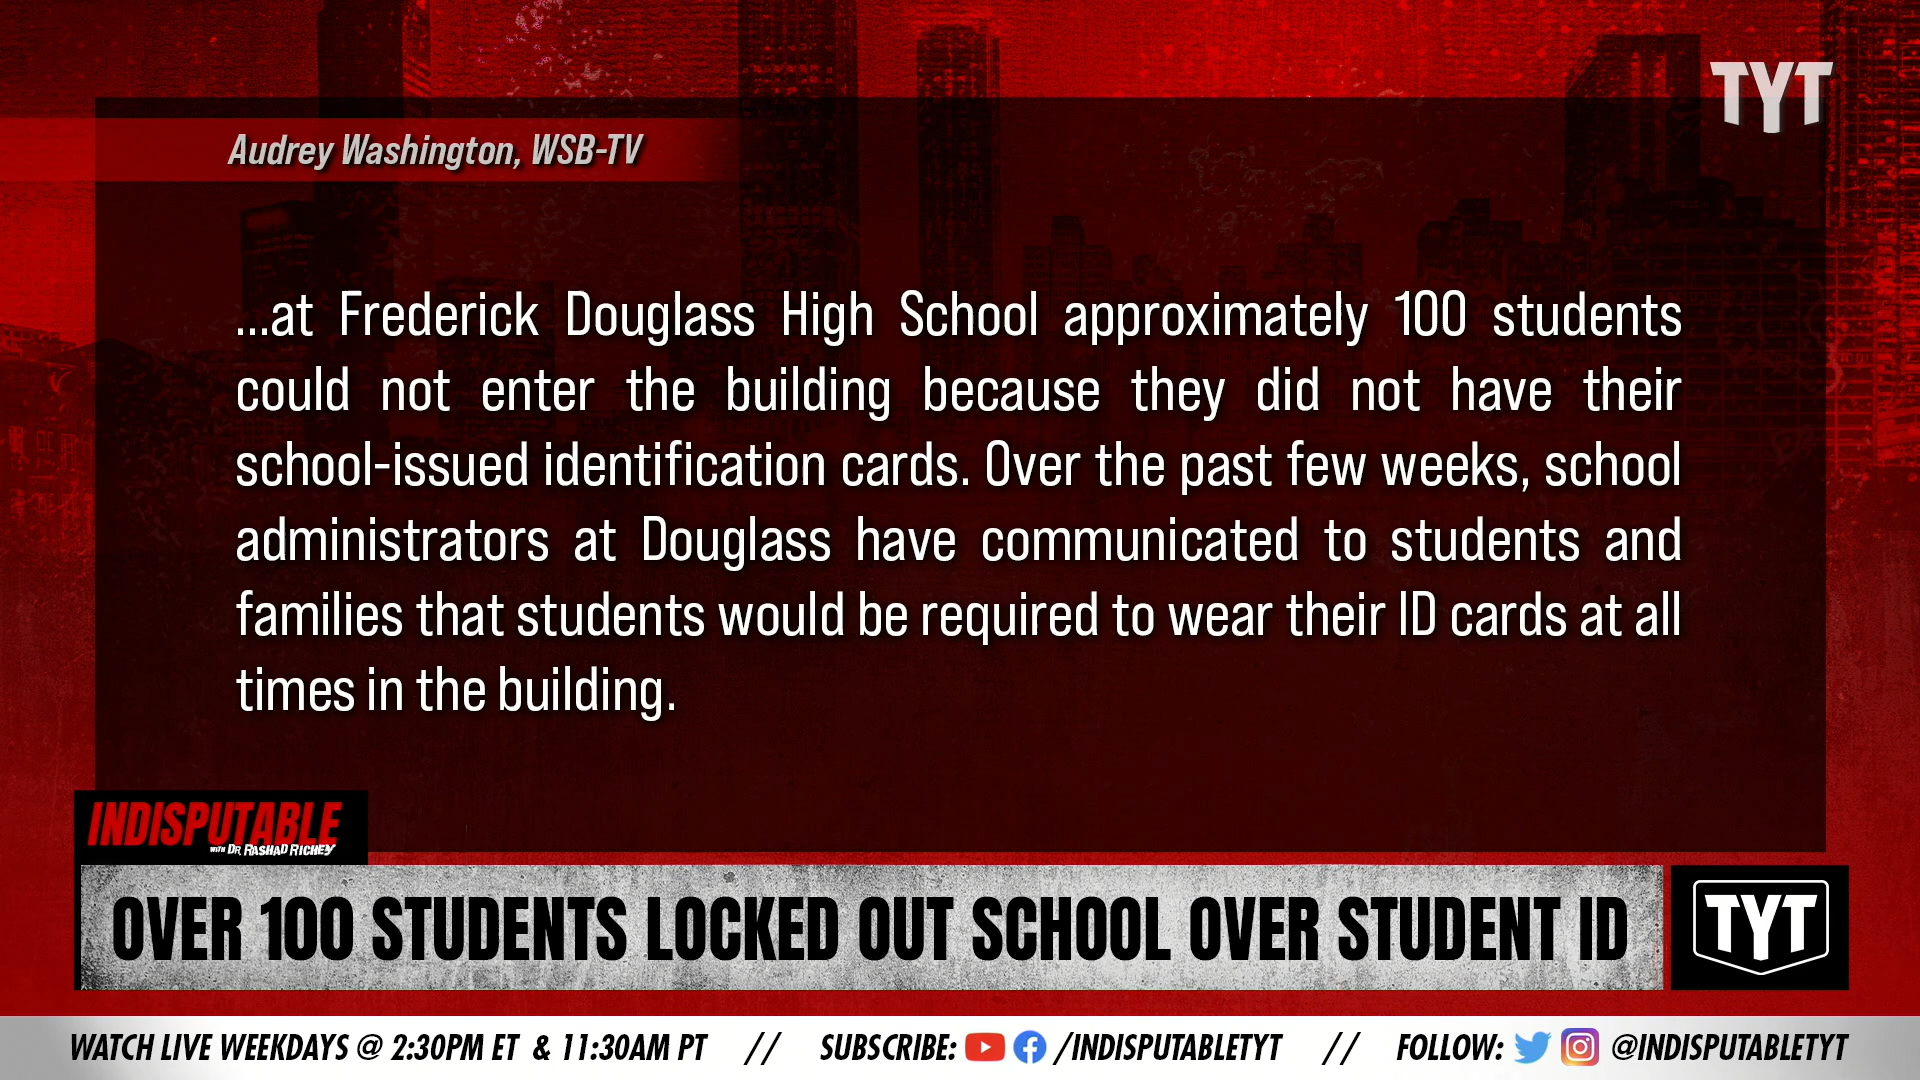 TYT
Audrey Washington, WSB-TV
...at Frederick Douglass High School approximately 100 students
could not enter the building because they did not have their
school-issued identification cards. Over the past few weeks, school
administrators at Douglass have communicated to students and
families that students would be required to wear their ID cards at all
times in the building.
INDISPUTABLE
WITH DR RASHAD RICHEY
OVER 100 STUDENTS LOCKED OUT SCHOOL OVER STUDENT ID
TYT
WATCH LIVE WEEKDAYS @ 2:30PM ET & 11:30AM PT // SUBSCRIBE: /INDISPUTABLETYT // FOLLOW: @INDISPUTABLETYT